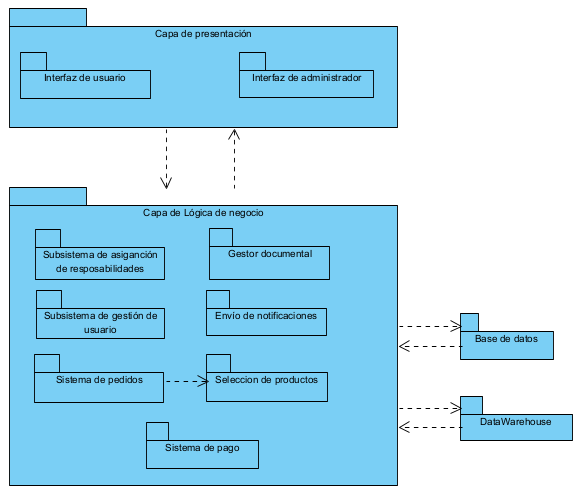 Capa de presentación
Interfaz de usuario
Interfaz de administrador
Capa de Lógica de negocio
Subsistema de asigancón
de resposabilidades
Gestor documental
Subsistema de gestión de
usuario
Envío de notificaciones
Sistema de pedidos
Seleccion de productos
Sistema de pago
Base de datos
DataWarehouse